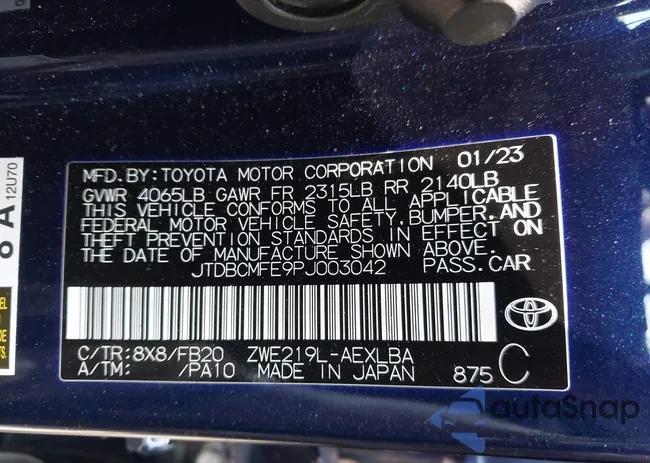 MFD.BY:TOYOTA MOTOR CORPORATION 01/23
GVWR 4065LB GAWR FR 2315LB RR 2140LB
THIS VEHICLE CONFORMS TO ALL APPLICABLE
FEDERAL MOTOR VEHICLE SAFETY,BUMPER,AND
THEFT PREVENTION STANDARDS IN EFFECT ON
THE DATE OF MANUFACTURE SHOWN ABOVE.
JTDBCMFE9PJ003042 PASS.CAR
C/TR:8X8/FB20 ZWE219L-AEXLBA
A/TM: /PA10 MADE IN JAPAN 875 C
8 A
12U70
autoSnap